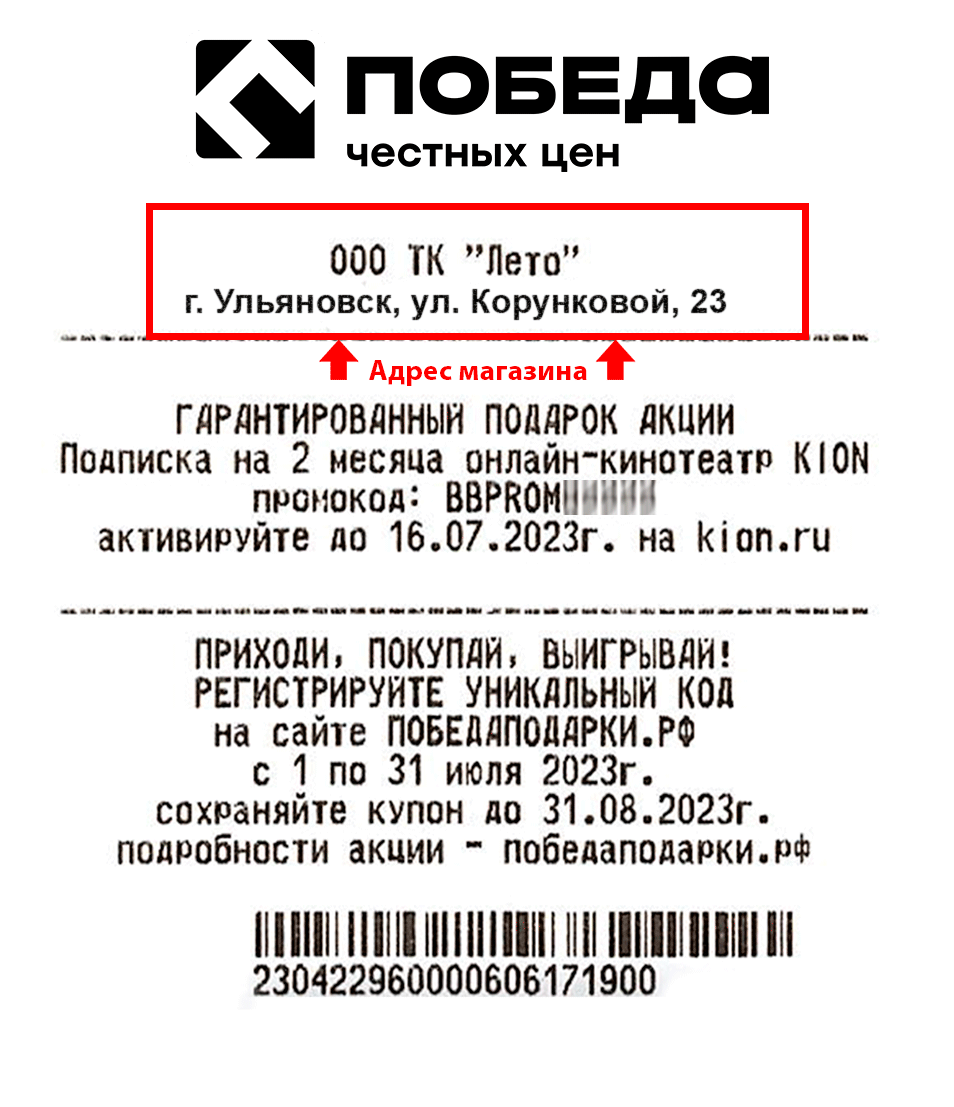 ПОБЕДА
честных цен
ООО ТК "Лето"
г. Ульяновск, ул. Корунковой, 23
Адрес магазина
ГАРАНТИРОВАННЫЙ ПОДАРОК АКЦИИ
Подписка на 2 месяца онлайн-кинотеатр KION
промокод: BBPROM
активируйте до 16.07.2023г. на kion.ru
ПРИХОДИ, ПОКУПАЙ, ВЫИГРЫВАЙ!
РЕГИСТРИРУЙТЕ УНИКАЛЬНЫЙ КОД
на сайте ПОБЕДАПОДАРКИ.РФ
с 1 по 31 июля 2023г.
сохраняйте купон до 31.08.2023г.
подробности акции - победаподарки.рф
230422960000606171900